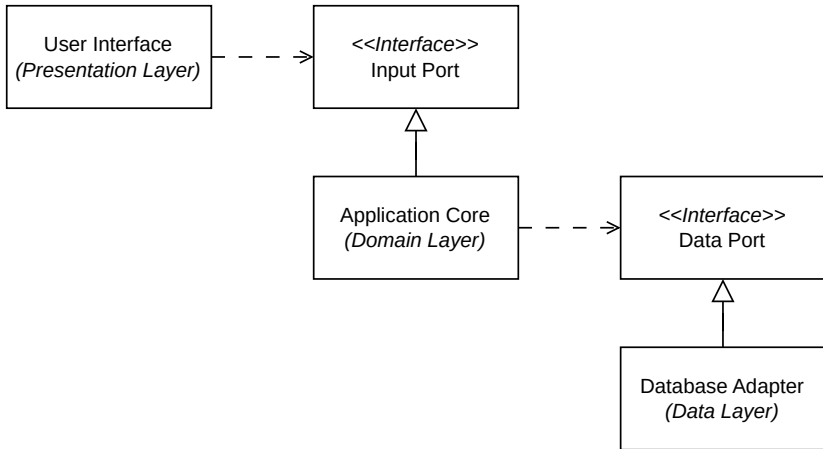 User Interface
(Presentation Layer)
<<Interface>>
Input Port
Application Core
(Domain Layer)
<<Interface>>
Data Port
Database Adapter
(Data Layer)